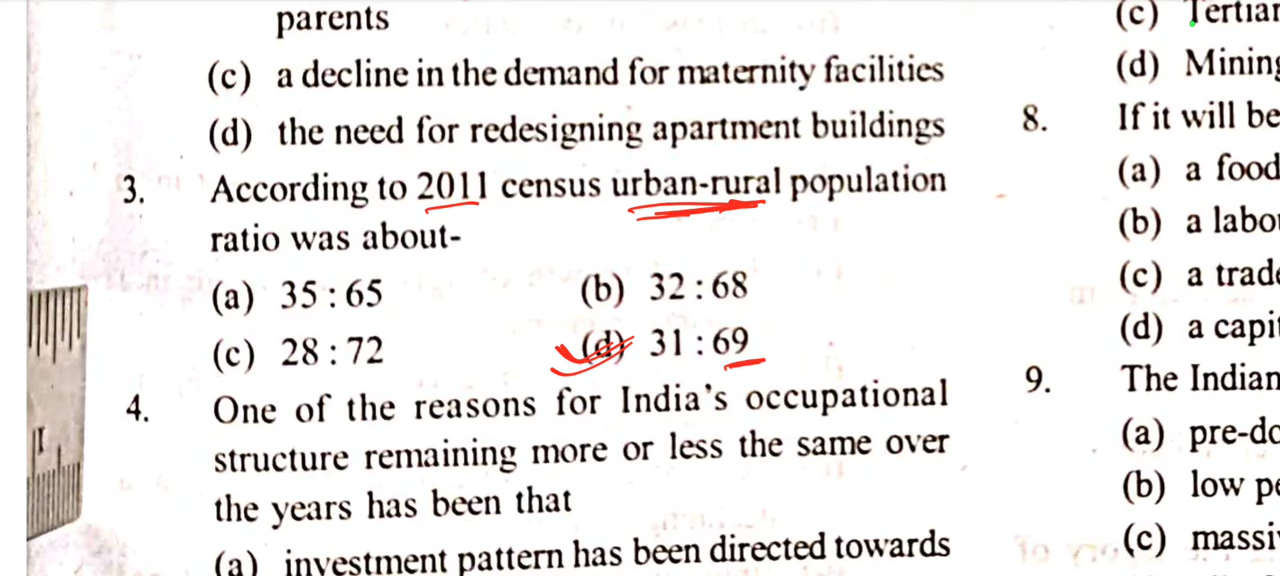 parents
(c) a decline in the demand for maternity facilities
(d) the need for redesigning apartment buildings
3. According to 2011 census urban-rural population
ratio was about-
(a) 35 : 65 (b) 32 : 68
(c) 28 : 72 (d) 31 : 69
4. One of the reasons for India's occupational
structure remaining more or less the same over
the years has been that
(a) investment pattern has been directed towards
(c)
(d)
8. If it will be
(a) a food
(b) a
(c) a
(d) a
9. The Indian
(a)
(b) low
(c)